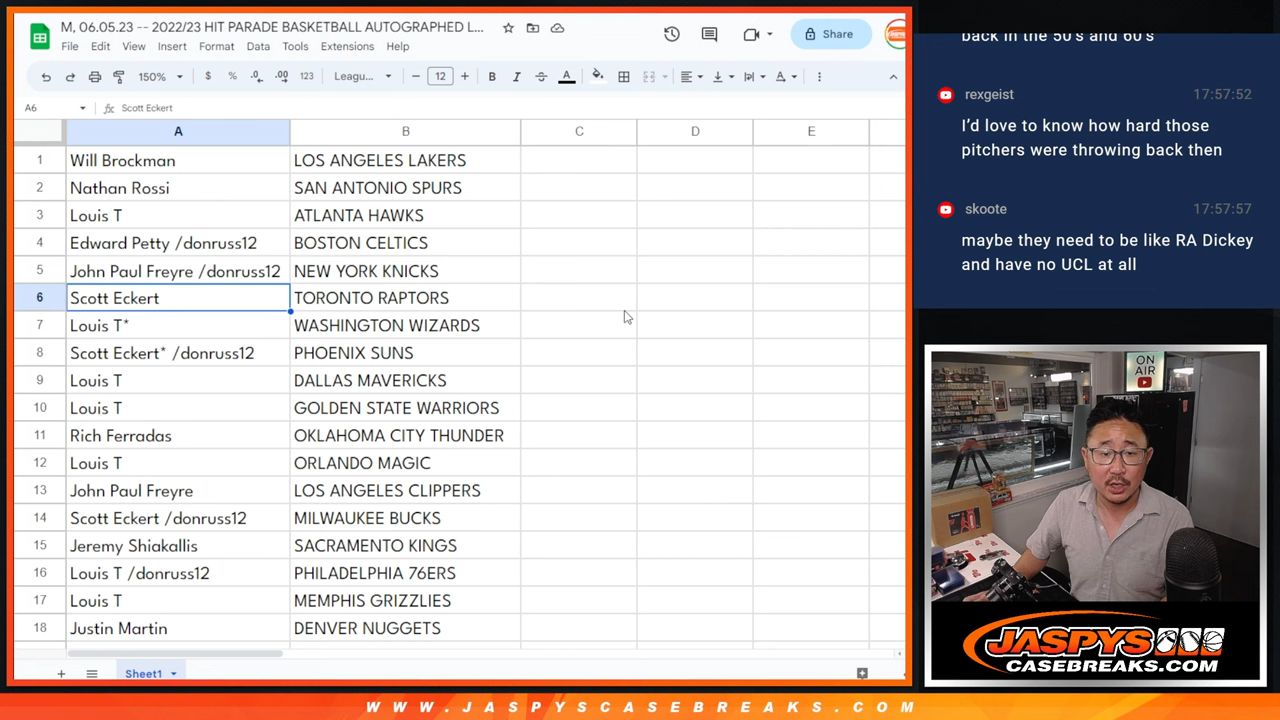 M, 06.05.23 -- 2022/23 HIT PARADE BASKETBALL AUTOGRAPHED L...
Share
File Edit View Insert Format Data Tools Extensions Help
150% $ % .0 .00 123 Leagu... 12 B I A A
A6 fx Scott Eckert
A B C D E
1 Will Brockman LOS ANGELES LAKERS
2 Nathan Rossi SAN ANTONIO SPURS
3 Louis T ATLANTA HAWKS
4 Edward Petty /donruss12 BOSTON CELTICS
5 John Paul Freyre /donruss12 NEW YORK KNICKS
6 Scott Eckert TORONTO RAPTORS
7 Louis T* WASHINGTON WIZARDS
8 Scott Eckert* /donruss12 PHOENIX SUNS
9 Louis T DALLAS MAVERICKS
10 Louis T GOLDEN STATE WARRIORS
11 Rich Ferradas OKLAHOMA CITY THUNDER
12 Louis T ORLANDO MAGIC
13 John Paul Freyre LOS ANGELES CLIPPERS
14 Scott Eckert /donruss12 MILWAUKEE BUCKS
15 Jeremy Shiakallis SACRAMENTO KINGS
16 Louis T /donruss12 PHILADELPHIA 76ERS
17 Louis T MEMPHIS GRIZZLIES
18 Justin Martin DENVER NUGGETS
Sheet1
back in the 50's and 60's
rexgeist 17:57:52
I'd love to know how hard those
pitchers were throwing back then
skoote 17:57:57
maybe they need to be like RA Dickey
and have no UCL at all
ON
AIR
JASPYS
CASEBREAKS.COM
WWW.JASPYSCASEBREAKS.COM